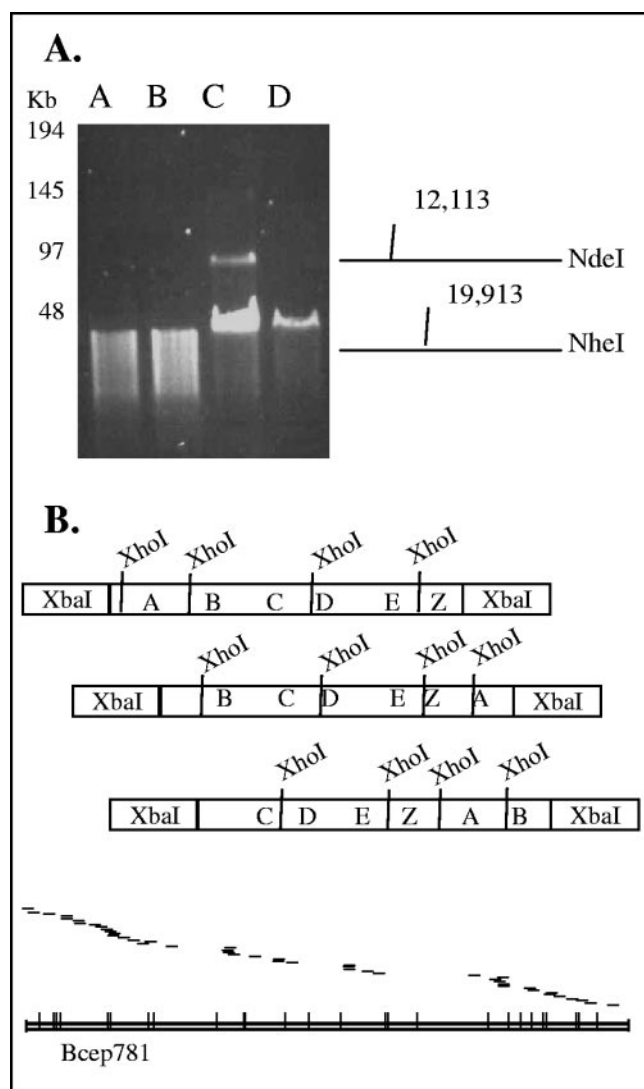 A.
Kb A B C D
194
145
97
48
12,113
NdeI
19,913
NheI
B.
XhoI XhoI XhoI XhoI
XbaI A B C D E Z XbaI
XhoI XhoI XhoI XhoI
XbaI B C D E Z A XbaI
XhoI XhoI XhoI XhoI
XbaI C D E Z A B XbaI
Bcep781